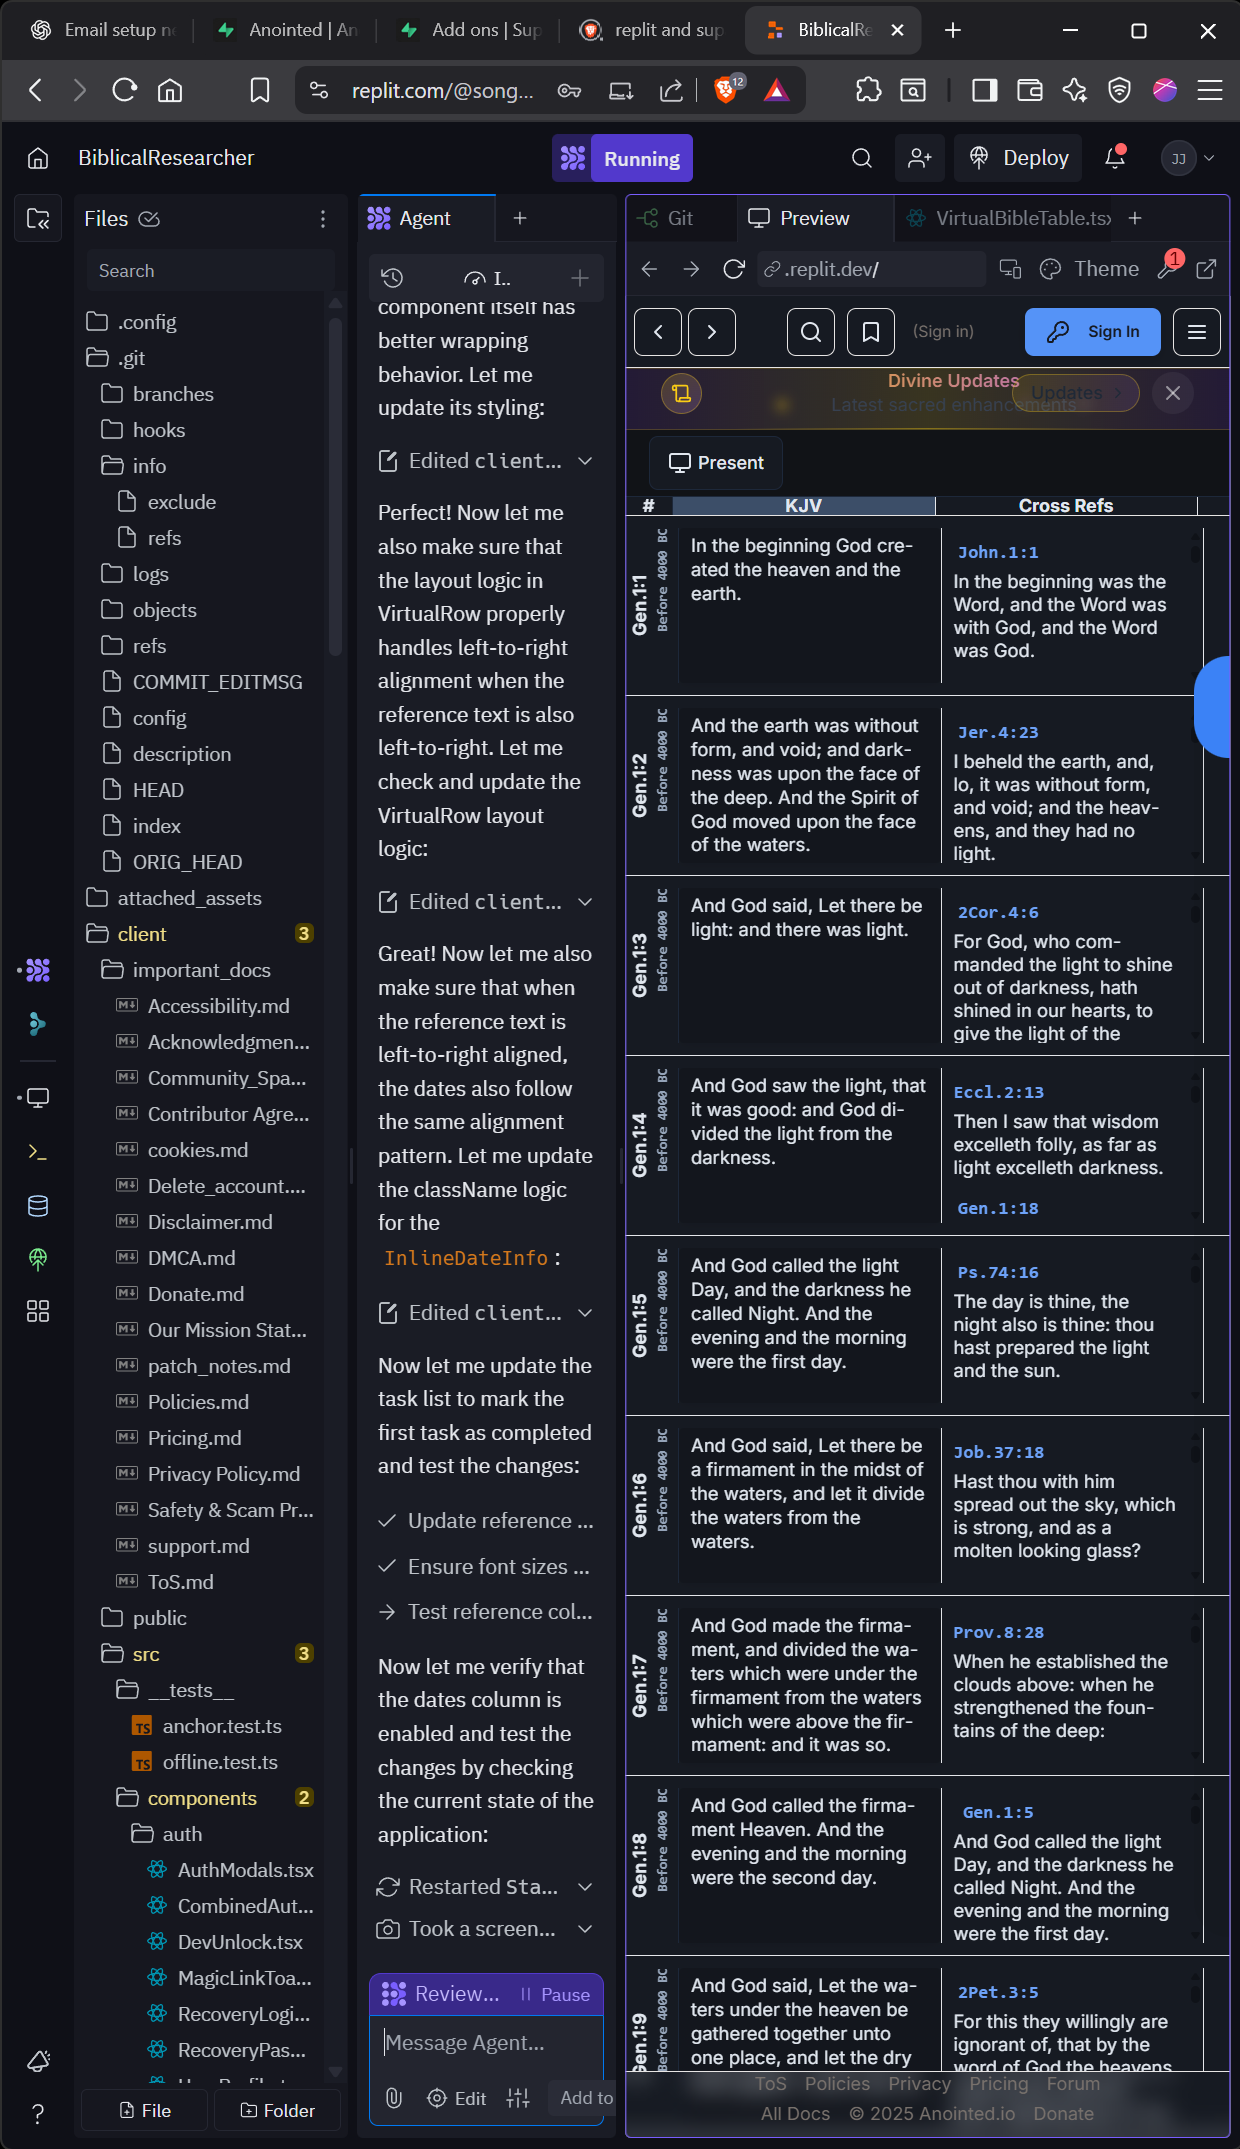 Email setup n
Anointed | An
Add ons | Sup
replit and sup
BiblicalRe
replit.com/@song...
12
BiblicalResearcher
Running
Deploy
JJ
Files
Search
.config
.git
branches
hooks
info
exclude
refs
logs
objects
refs
COMMIT_EDITMSG
config
description
HEAD
index
ORIG_HEAD
attached_assets
client 3
important_docs
Accessibility.md
Acknowledgmen...
Community_Spa...
Contributor Agre...
cookies.md
Delete_account....
Disclaimer.md
DMCA.md
Donate.md
Our Mission Stat...
patch_notes.md
Policies.md
Pricing.md
Privacy Policy.md
Safety & Scam Pr...
support.md
ToS.md
public
src 3
__tests__
anchor.test.ts
offline.test.ts
components 2
auth
AuthModals.tsx
CombinedAut...
DevUnlock.tsx
MagicLinkToa...
RecoveryLogi...
RecoveryPas...
File
Folder
Agent
I..
component itself has
better wrapping
behavior. Let me
update its styling:
Edited client...
Perfect! Now let me
also make sure that
the layout logic in
VirtualRow properly
handles left-to-right
alignment when the
reference text is also
left-to-right. Let me
check and update the
VirtualRow layout
logic:
Edited client...
Great! Now let me also
make sure that when
the reference text is
left-to-right aligned,
the dates also follow
the same alignment
pattern. Let me update
the className logic
for the
InlineDateInfo :
Edited client...
Now let me update the
task list to mark the
first task as completed
and test the changes:
Update reference ...
Ensure font sizes ...
Test reference col...
Now let me verify that
the dates column is
enabled and test the
changes by checking
the current state of the
application:
Restarted Sta...
Took a screen...
Review...
Pause
Message Agent...
Edit
Add to
Git
Preview
VirtualBibleTable.tsx
.replit.dev/
Theme
1
(Sign in)
Sign In
Divine Updates
Latest sacred enhancements
Updates
Present
# KJV Cross Refs
Gen.1:1
Before 4000 BC
In the beginning God cre-
ated the heaven and the
earth.
John.1:1
In the beginning was the
Word, and the Word was
with God, and the Word
was God.
Gen.1:2
Before 4000 BC
And the earth was without
form, and void; and dark-
ness was upon the face of
the deep. And the Spirit of
God moved upon the face
of the waters.
Jer.4:23
I beheld the earth, and,
lo, it was without form,
and void; and the heav-
ens, and they had no
light.
Gen.1:3
Before 4000 BC
And God said, Let there be
light: and there was light.
2Cor.4:6
For God, who com-
manded the light to shine
out of darkness, hath
shined in our hearts, to
give the light of the
Gen.1:4
Before 4000 BC
And God saw the light, that
it was good: and God di-
vided the light from the
darkness.
Eccl.2:13
Then I saw that wisdom
excelleth folly, as far as
light excelleth darkness.
Gen.1:18
Gen.1:5
Before 4000 BC
And God called the light
Day, and the darkness he
called Night. And the
evening and the morning
were the first day.
Ps.74:16
The day is thine, the
night also is thine: thou
hast prepared the light
and the sun.
Gen.1:6
Before 4000 BC
And God said, Let there be
a firmament in the midst of
the waters, and let it divide
the waters from the
waters.
Job.37:18
Hast thou with him
spread out the sky, which
is strong, and as a
molten looking glass?
Gen.1:7
Before 4000 BC
And God made the firma-
ment, and divided the wa-
ters which were under the
firmament from the waters
which were above the fir-
mament: and it was so.
Prov.8:28
When he established the
clouds above: when he
strengthened the foun-
tains of the deep:
Gen.1:8
Before 4000 BC
And God called the firma-
ment Heaven. And the
evening and the morning
were the second day.
Gen.1:5
And God called the light
Day, and the darkness he
called Night. And the
evening and the morning
were the first day.
Gen.1:9
Before 4000 BC
And God said, Let the wa-
ters under the heaven be
gathered together unto
one place, and let the dry
2Pet.3:5
For this they willingly are
ignorant of, that by the
word of God the heavens
ToS Policies Privacy Pricing Forum
All Docs © 2025 Anointed.io Donate